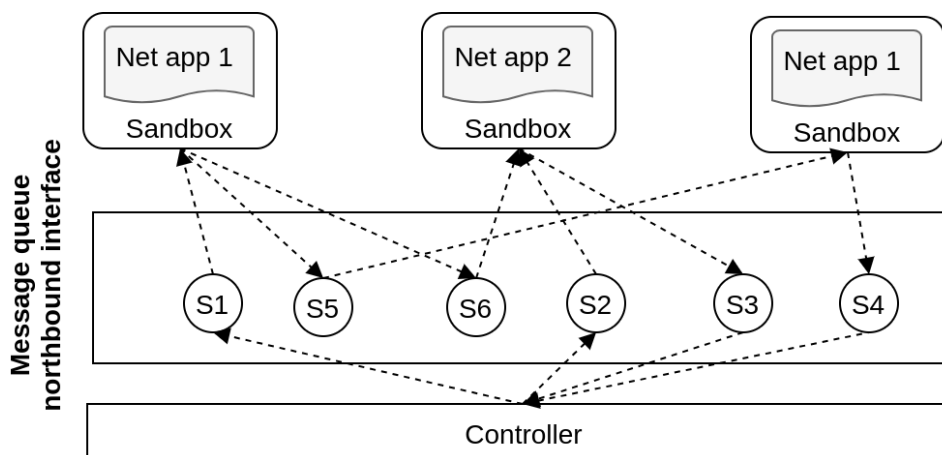 Net app 1
Sandbox
Net app 2
Sandbox
Net app 1
Sandbox
Message queue
northbound interface
S1
S5
S6
S2
S3
S4
Controller